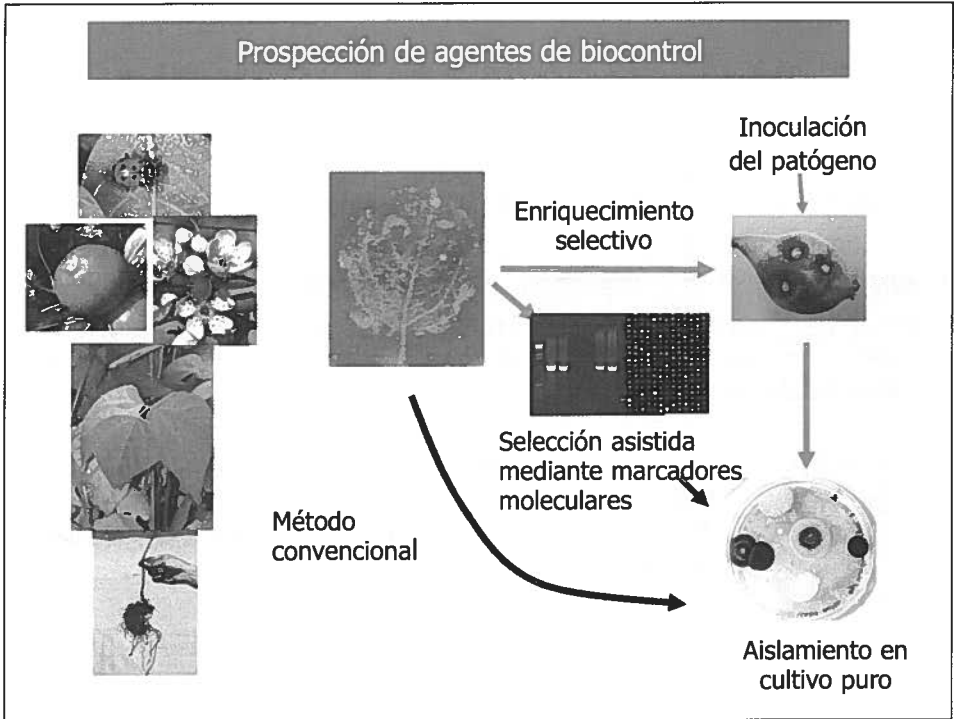 Prospección de agentes de biocontrol
Inoculación
del patógeno
Enriquecimiento
selectivo
Selección asistida
mediante marcadores
moleculares
Método
convencional
Aislamiento en
cultivo puro